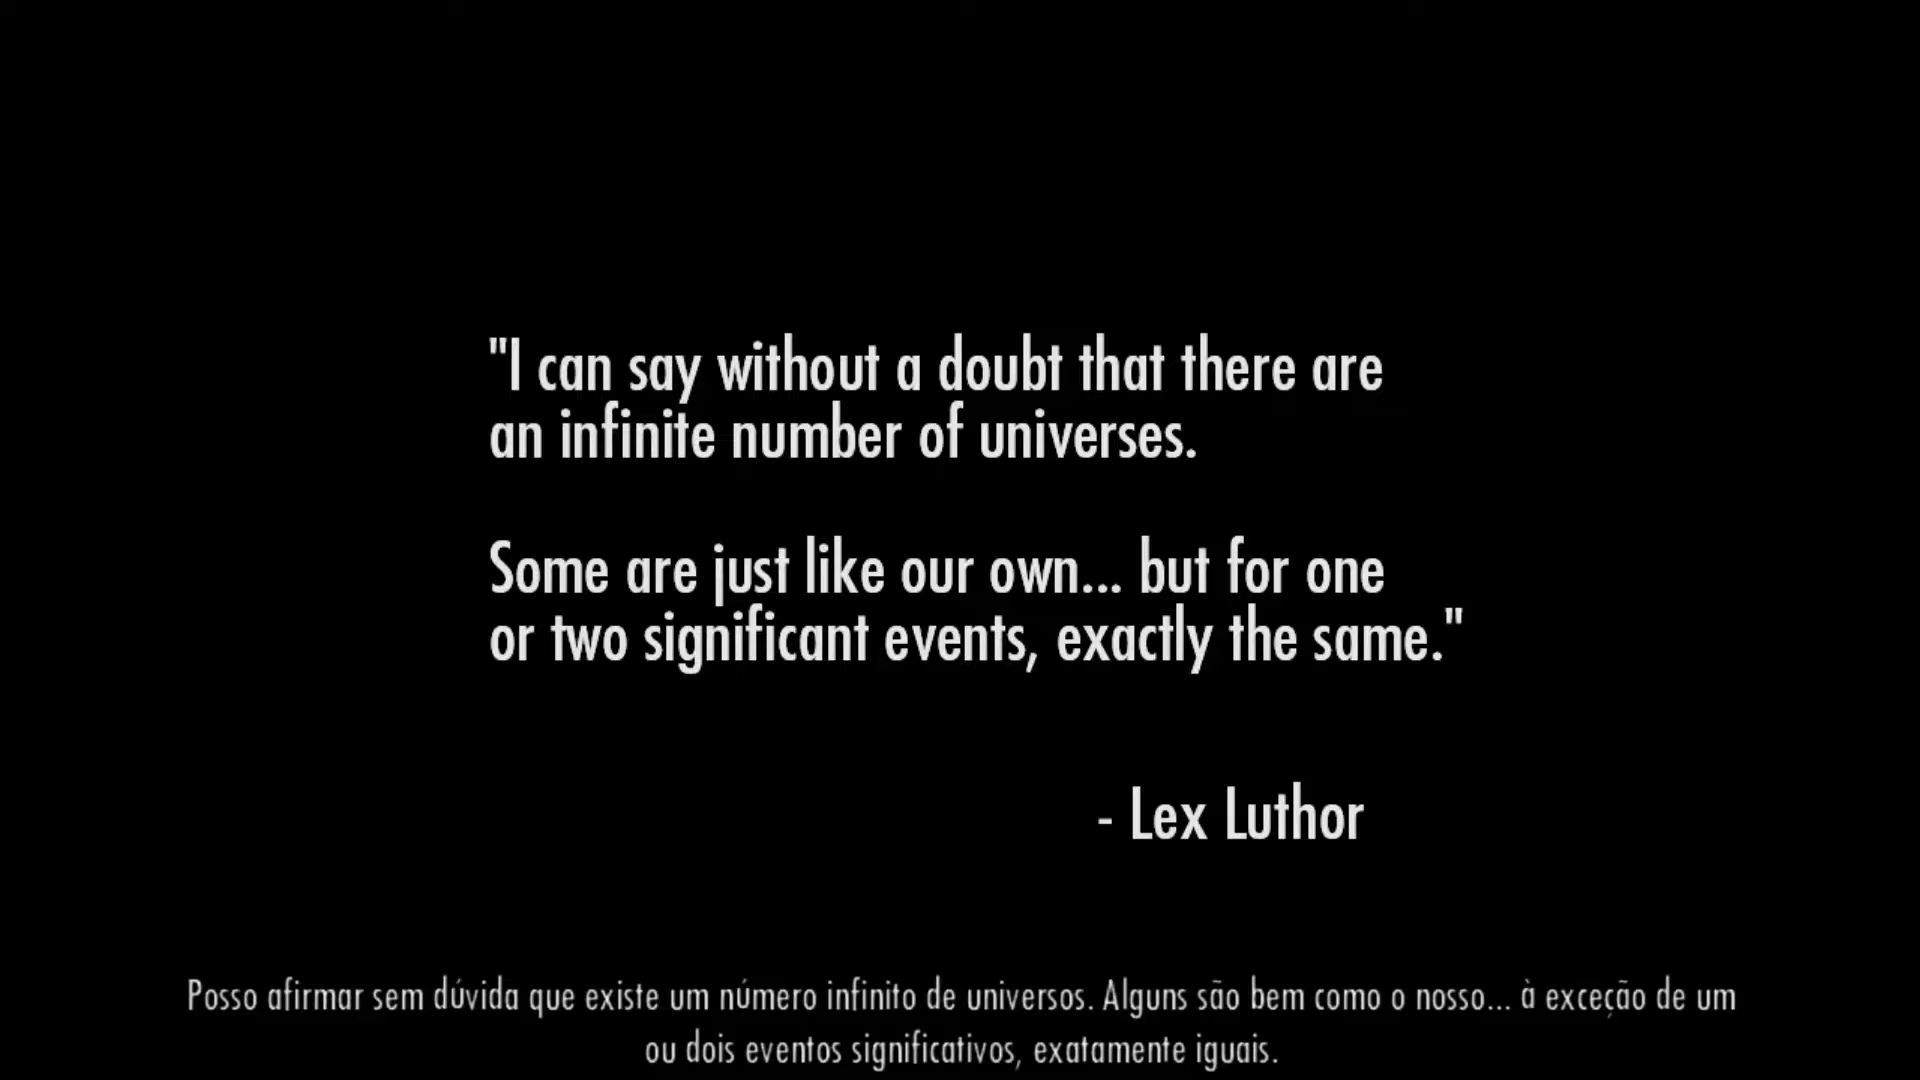 "I can say without a doubt that there are
an infinite number of universes.
Some are just like our own... but for one
or two significant events, exactly the same."
- Lex Luthor
Posso afirmar sem dúvida que existe um número infinito de universos. Alguns são bem como o nosso... à exceção de um
ou dois eventos significativos, exatamente iguais.